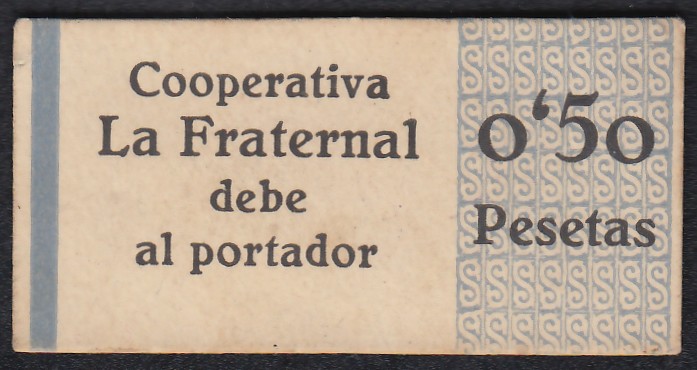 Cooperativa
La Fraternal
debe
al portador
0'50
Pesetas